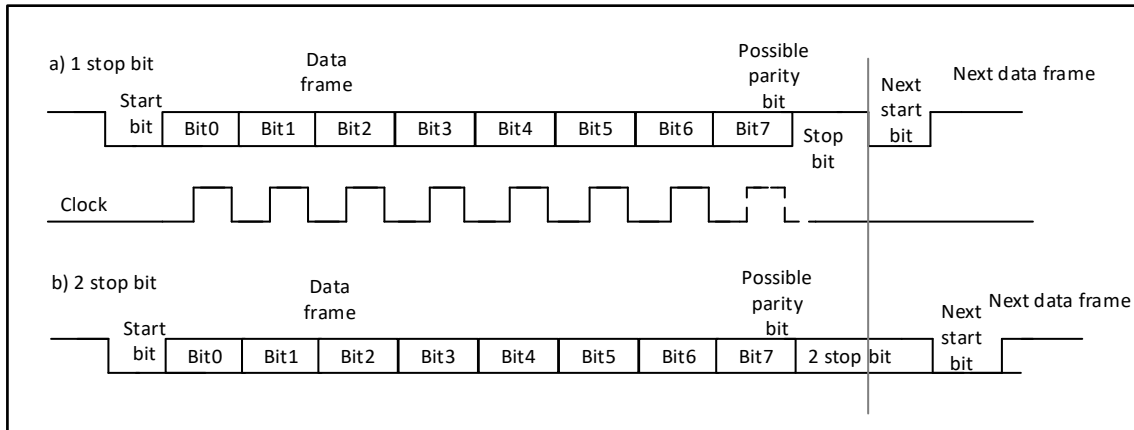 a) 1 stop bit
Data
frame
Possible
parity
bit
Next data frame
Start
bit
Bit0 Bit1 Bit2 Bit3 Bit4 Bit5 Bit6 Bit7
Stop
bit
Next
start
bit
Clock
b) 2 stop bit
Data
frame
Possible
parity
bit
Next data frame
Start
bit
Bit0 Bit1 Bit2 Bit3 Bit4 Bit5 Bit6 Bit7 2 stop bit
Next
start
bit